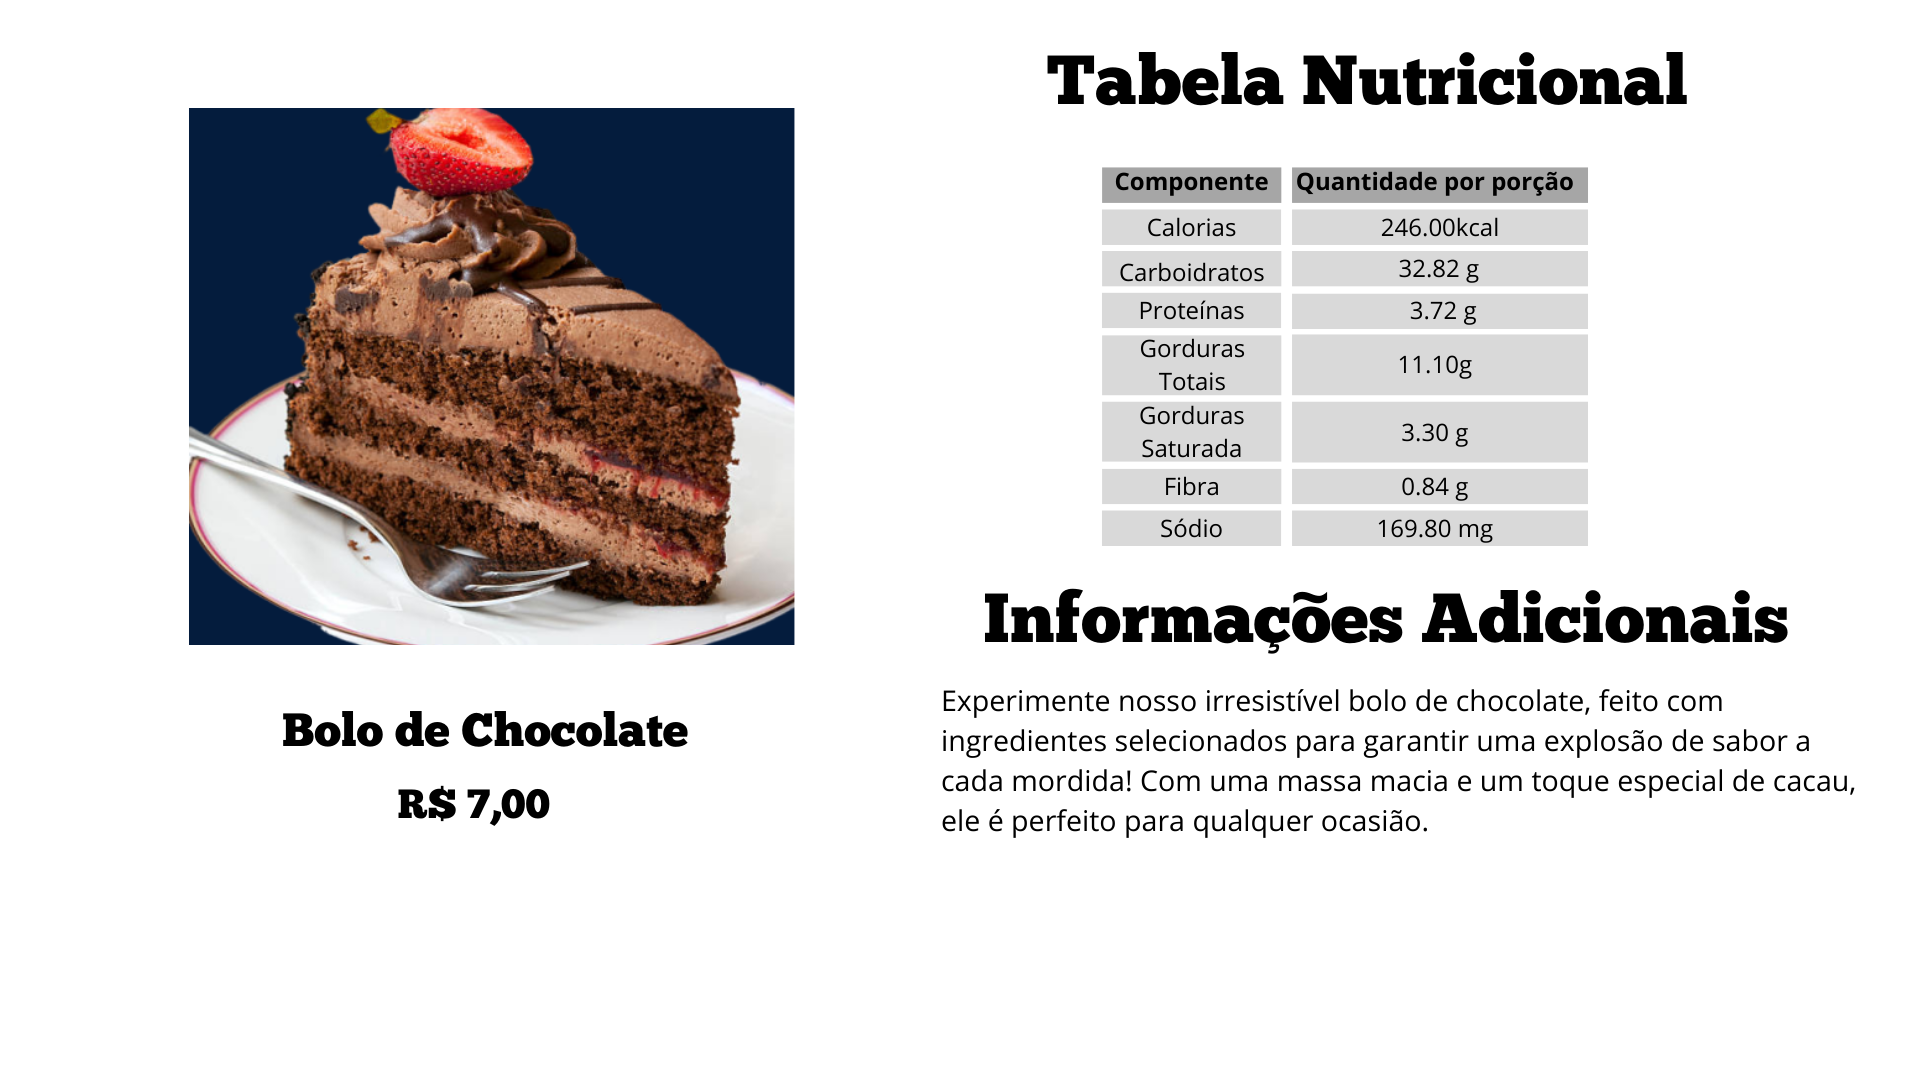 Bolo de Chocolate
R$ 7,00
Tabela Nutricional
Componente Quantidade por porção
Calorias 246.00kcal
Carboidratos 32.82 g
Proteínas 3.72 g
Gorduras
Totais 11.10g
Gorduras
Saturada 3.30 g
Fibra 0.84 g
Sódio 169.80 mg
Informações Adicionais
Experimente nosso irresistível bolo de chocolate, feito com
ingredientes selecionados para garantir uma explosão de sabor a
cada mordida! Com uma massa macia e um toque especial de cacau,
ele é perfeito para qualquer ocasião.